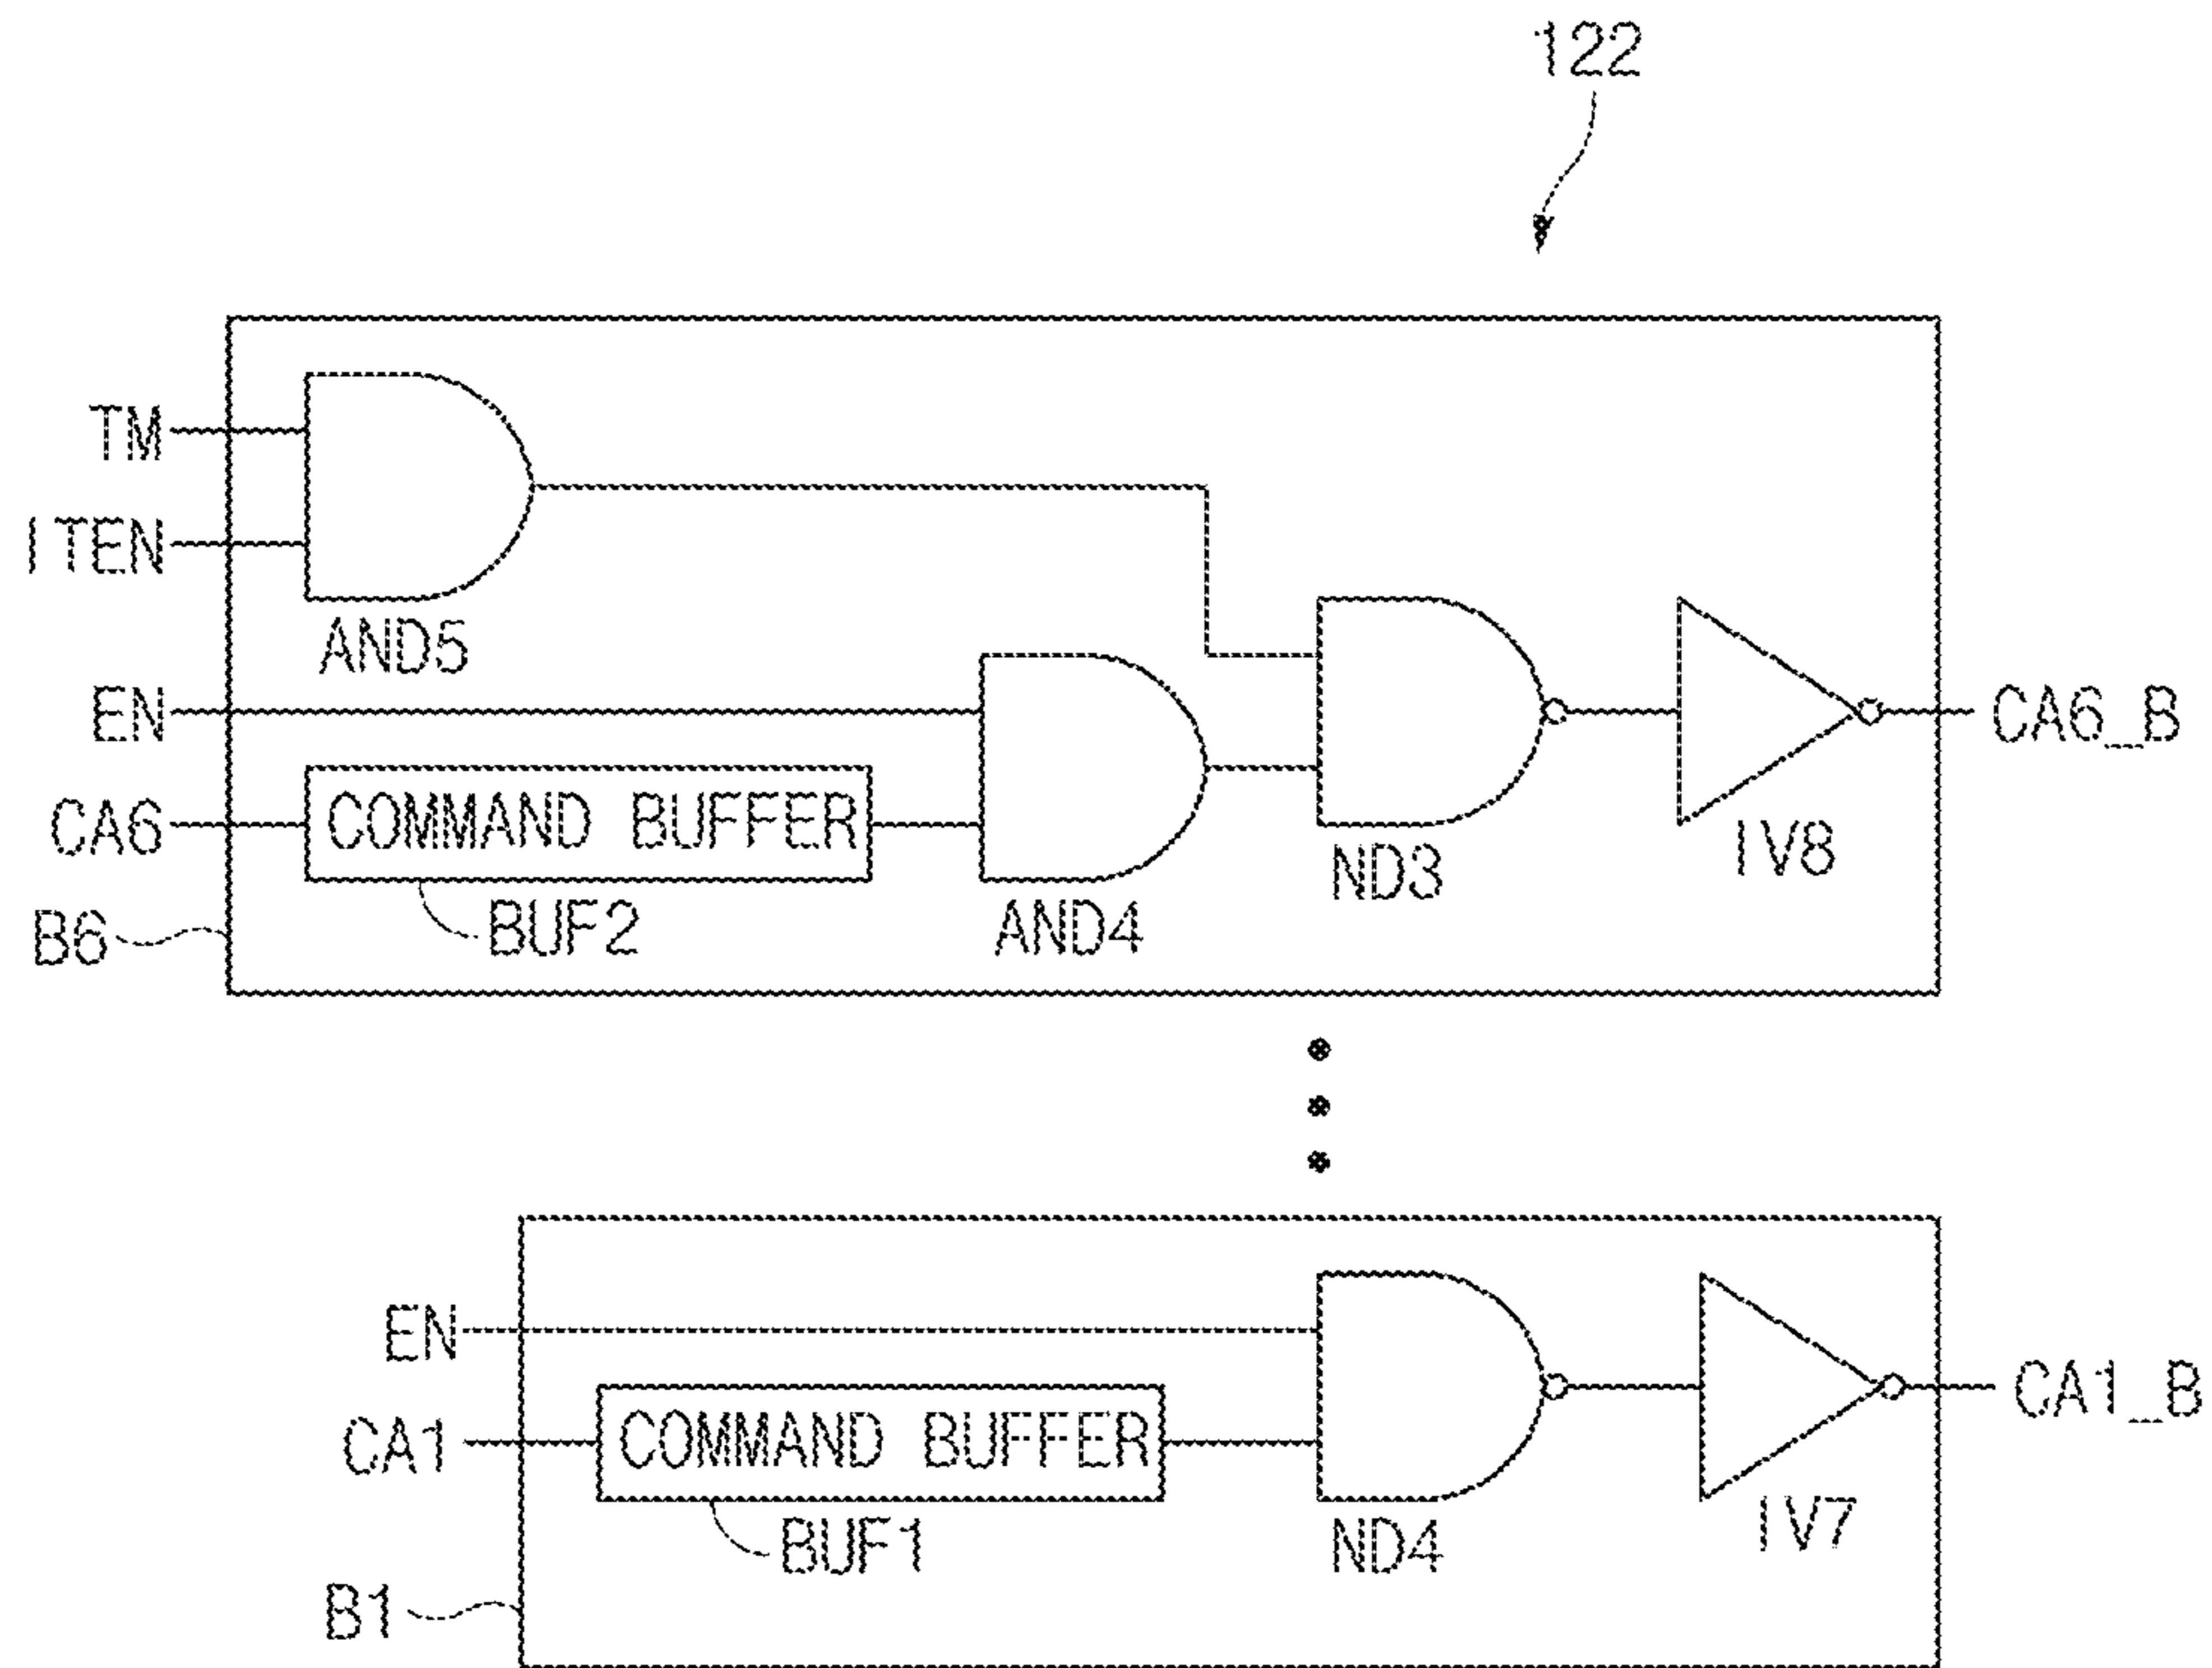 122
TM
ITEN
AND5
EN
CA6
COMMAND BUFFER
CA6_B
ND3
IV8
B6
BUF2
AND4
EN
CA1
COMMAND BUFFER
CA1_B
BUF1
ND4
IV7
B1